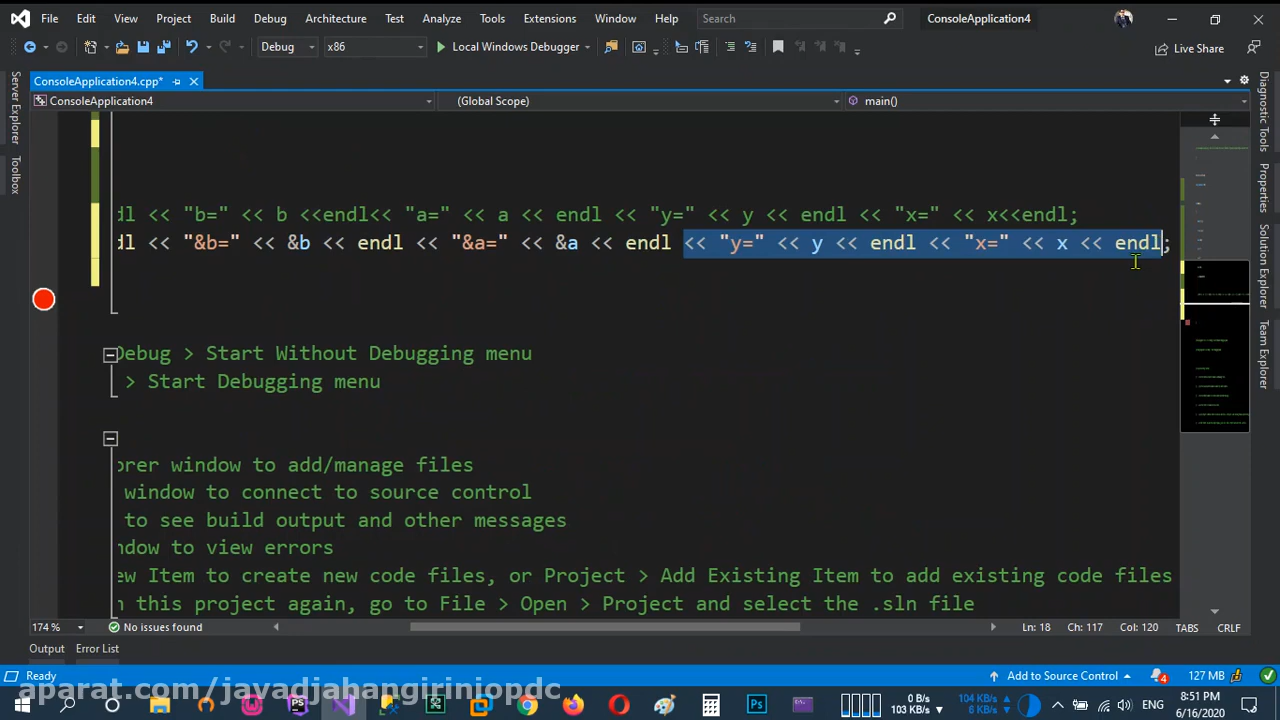 File Edit View Project Build Debug Architecture Test Analyze Tools Extensions Window Help Search ConsoleApplication4
Debug x86 Local Windows Debugger Live Share
ConsoleApplication4.cpp*
ConsoleApplication4 (Global Scope) main()
Server Explorer
Toolbox
Diagnostic Tools
Properties
Solution Explorer
Team Explorer
dl << "b=" << b <<endl<< "a=" << a << endl << "y=" << y << endl << "x=" << x<<endl;
dl << "&b=" << &b << endl << "&a=" << &a << endl << "y=" << y << endl << "x=" << x << endl;
Debug > Start Without Debugging menu
> Start Debugging menu
orer window to add/manage files
window to connect to source control
to see build output and other messages
ndow to view errors
ew Item to create new code files, or Project > Add Existing Item to add existing code files
n this project again, go to File > Open > Project and select the .sln file
174 % No issues found Ln: 18 Ch: 117 Col: 120 TABS CRLF
Output Error List
Ready Add to Source Control 4 127 MB
aparat.com/javadjahangirinjopdc
0 B/s 103 KB/s 104 KB/s 6 KB/s ENG 8:51 PM
6/16/2020